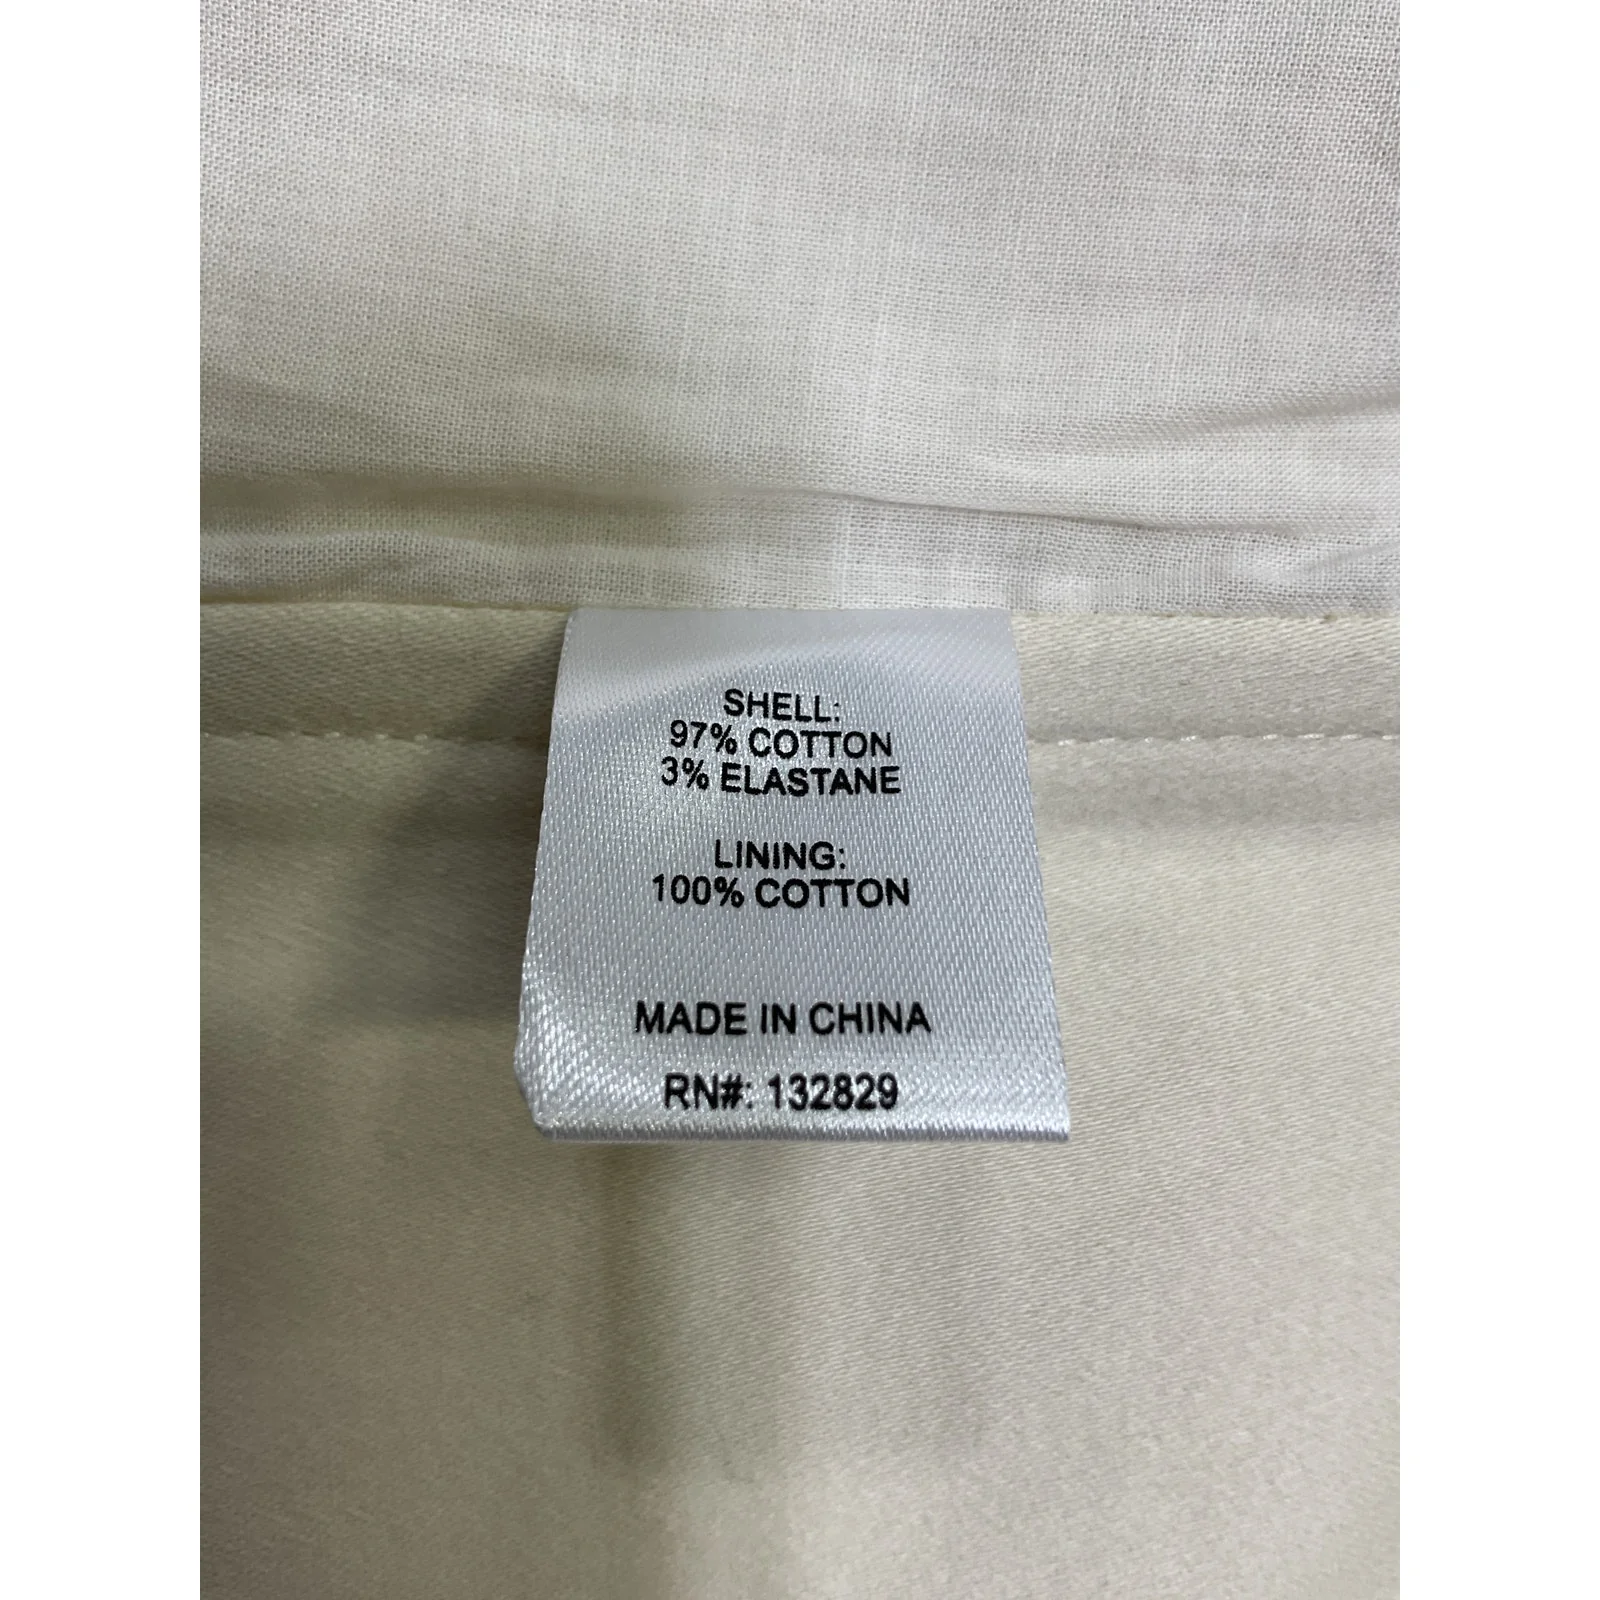 SHELL:
97% COTTON
3% ELASTANE
LINING:
100% COTTON
MADE IN CHINA
RN#: 132829